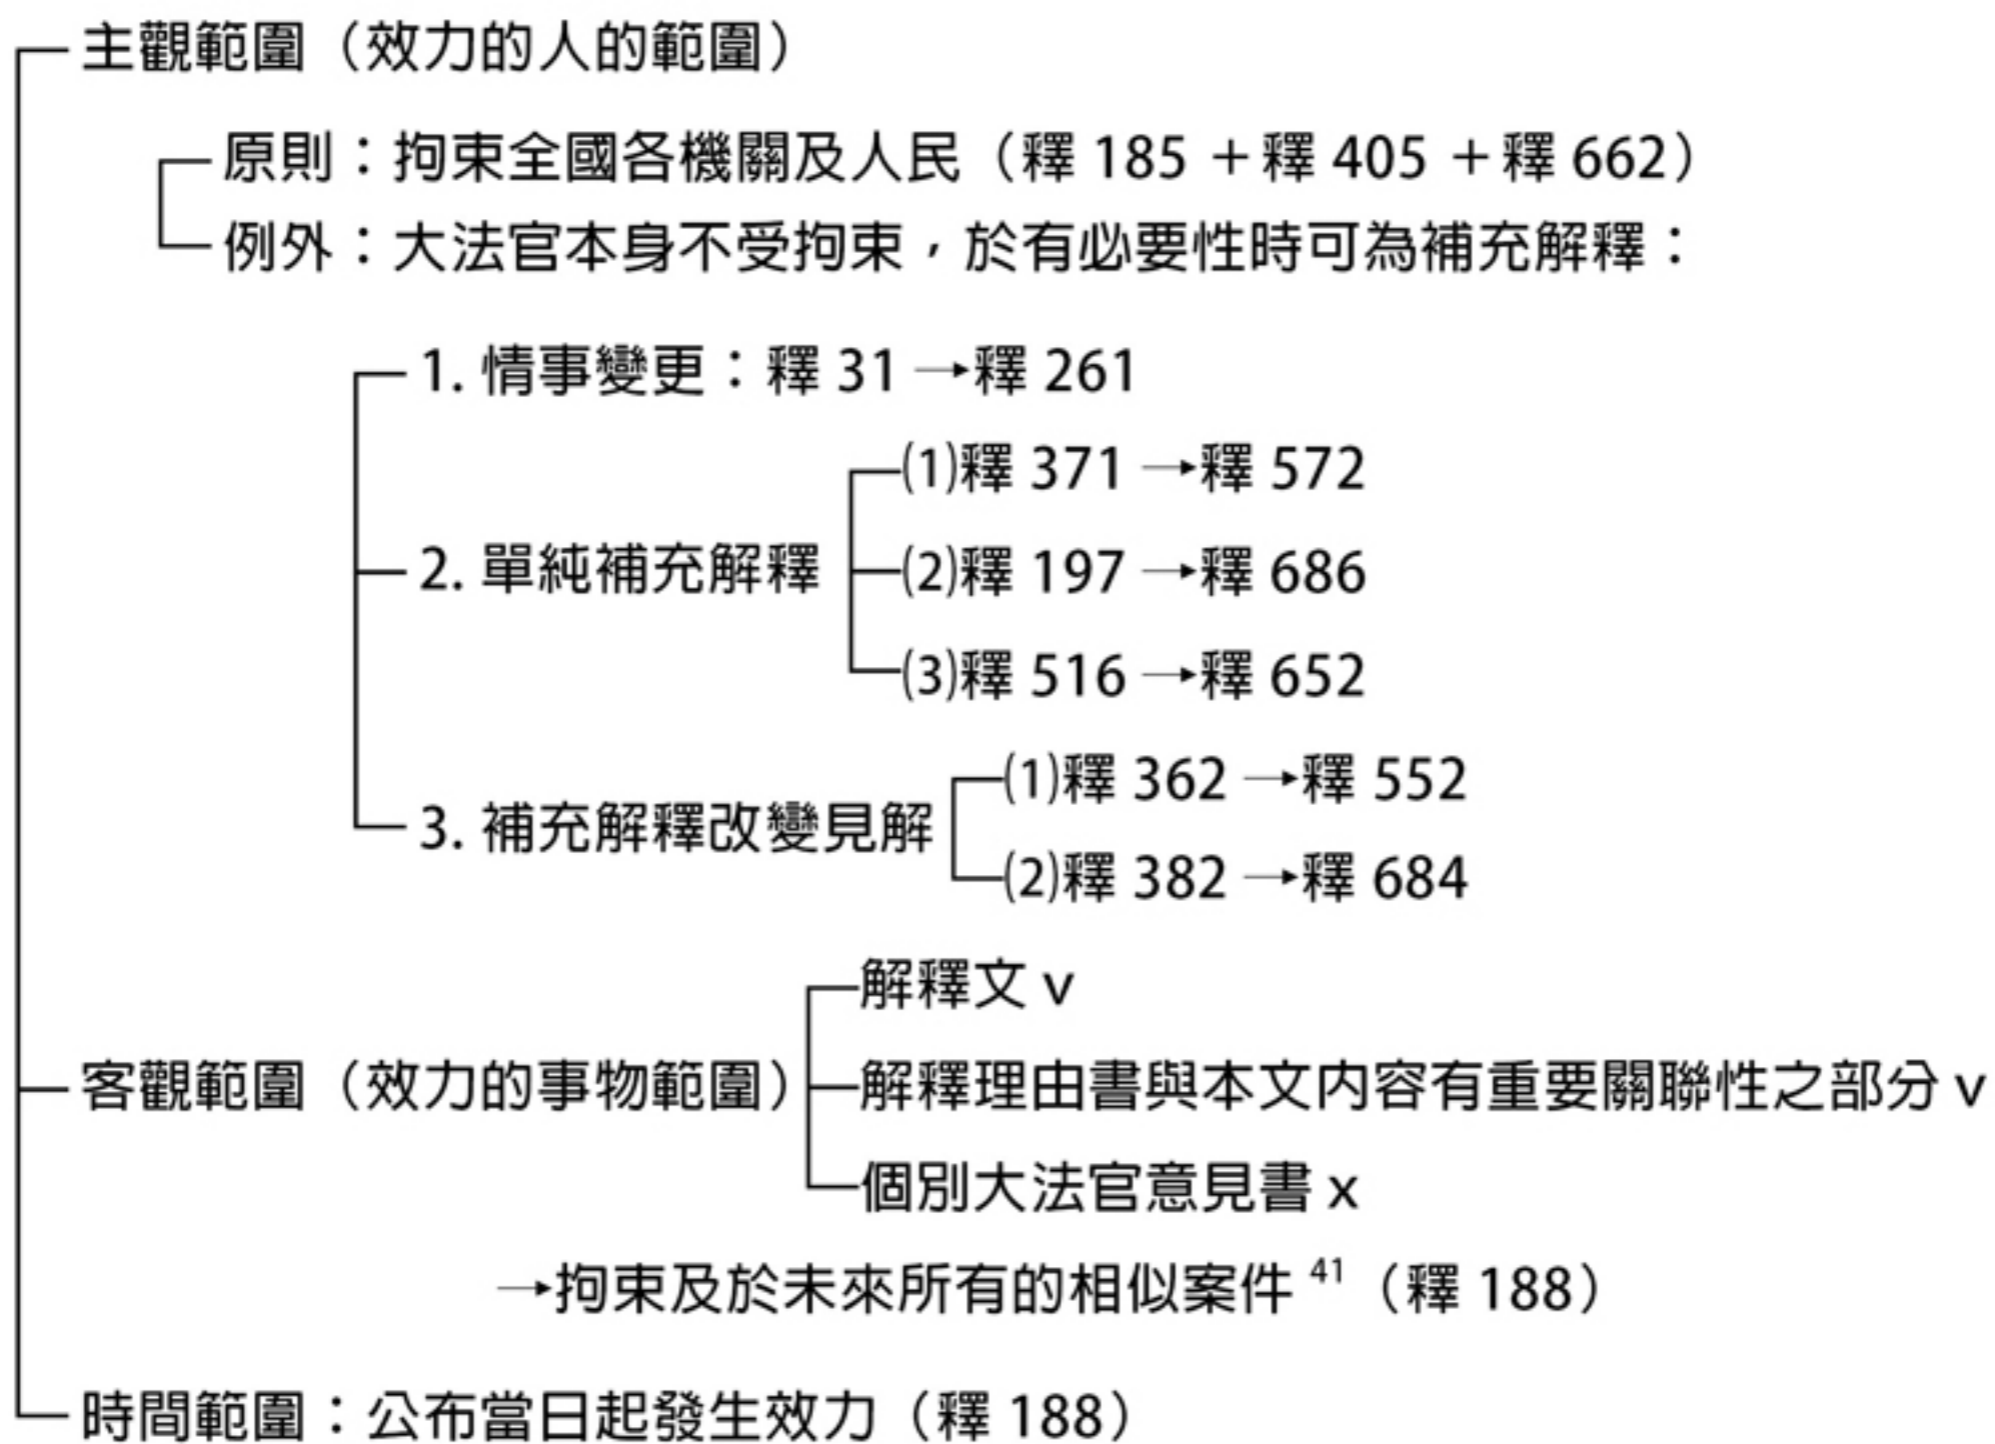 主觀範圍（效力的人的範圍）
原則：拘束全國各機關及人民（釋 185 ＋釋 405 ＋釋 662）
例外：大法官本身不受拘束，於有必要性時可為補充解釋：
1. 情事變更：釋 31 →釋 261
(1)釋 371 →釋 572
2. 單純補充解釋
(2)釋 197 →釋 686
(3)釋 516 →釋 652
(1)釋 362 →釋 552
3. 補充解釋改變見解
(2)釋 382 →釋 684
解釋文 v
客觀範圍（效力的事物範圍）
解釋理由書與本文內容有重要關聯性之部分 v
個別大法官意見書 x
→拘束及於未來所有的相似案件 41（釋 188）
時間範圍：公布當日起發生效力（釋 188）